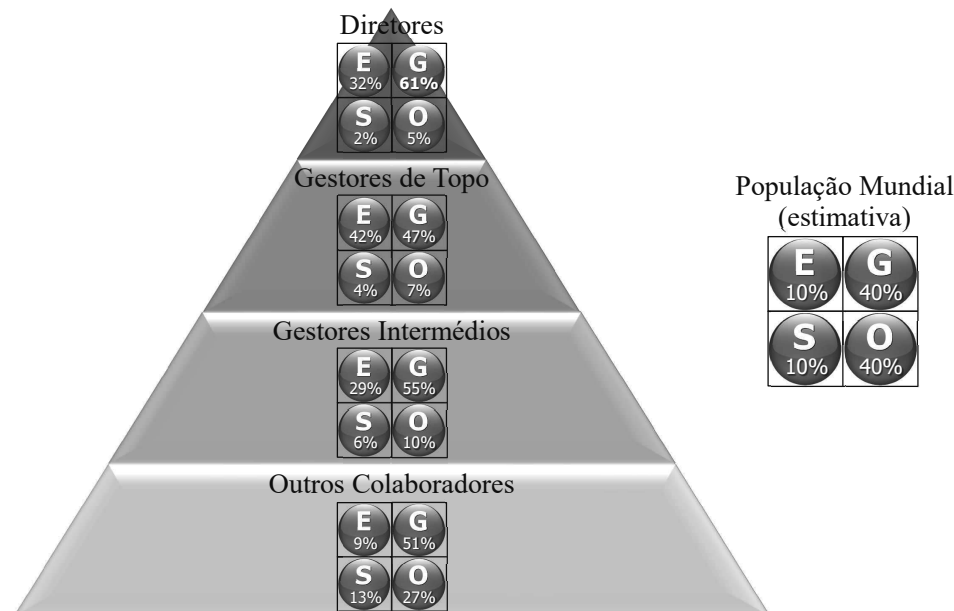 Diretores
E G
32% 61%
S O
2% 5%
Gestores de Topo
E G
42% 47%
S O
4% 7%
Gestores Intermédios
E G
29% 55%
S O
6% 10%
Outros Colaboradores
E G
9% 51%
S O
13% 27%
População Mundial
(estimativa)
E G
10% 40%
S O
10% 40%